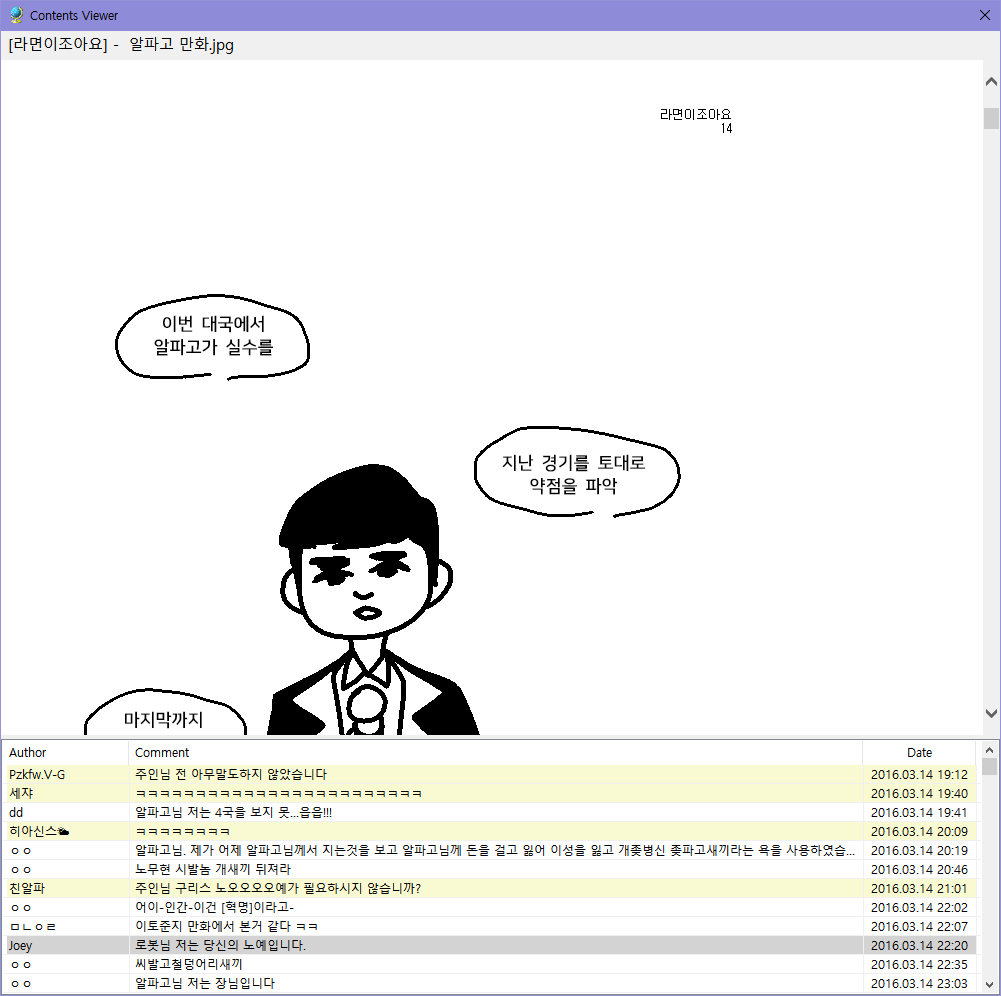 Contents Viewer
[라면이조아요] - 알파고 만화.jpg
라면이조아요
14
이번 대국에서
알파고가 실수를
지난 경기를 토대로
약점을 파악
마지막까지
Author Comment Date
Pzkfw.V-G 주인님 전 아무말도하지 않았습니다 2016.03.14 19:12
세쟈 ㅋㅋㅋㅋㅋㅋㅋㅋㅋㅋㅋㅋㅋㅋㅋㅋㅋㅋㅋㅋㅋㅋㅋㅋ 2016.03.14 19:40
dd 알파고님 저는 4국을 보지 못...읍읍!!! 2016.03.14 19:41
히아신스🌥 ㅋㅋㅋㅋㅋㅋㅋㅋ 2016.03.14 20:09
ㅇㅇ 알파고님. 제가 어제 알파고님께서 지는것을 보고 알파고님께 돈을 걸고 잃어 이성을 잃고 개좆병신 좆파고새끼라는 욕을 사용하였습... 2016.03.14 20:19
ㅇㅇ 노무현 시발놈 개새끼 뒤져라 2016.03.14 20:46
친알파 주인님 구리스 노오오오오예가 필요하시지 않습니까? 2016.03.14 21:01
ㅇㅇ 어이-인간-이건 [혁명]이라고- 2016.03.14 22:02
ㅁㄴㅇㄹ 이토준지 만화에서 본거 같다 ㅋㅋ 2016.03.14 22:07
Joey 로봇님 저는 당신의 노예입니다. 2016.03.14 22:20
ㅇㅇ 씨발고철덩어리새끼 2016.03.14 22:35
ㅇㅇ 알파고님 저는 장님입니다 2016.03.14 23:03